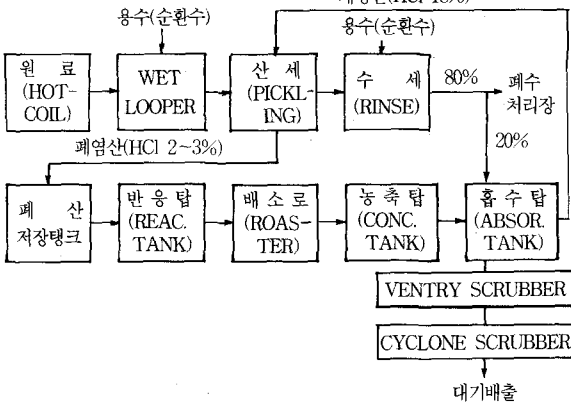 용수(순환수)
용수(순환수)
원 료
(HOT-
COIL)
WET
LOOPER
산 세
(PICKL-
ING)
수 세
(RINSE)
80%
폐수
처리장
20%
폐염산(HCl 2~3%)
폐 산
저장탱크
반 응 탑
(REAC.
TANK)
배 소 로
(ROAS-
TER)
농 축 탑
(CONC.
TANK)
흡 수 탑
(ABSOR.
TANK)
VENTRY SCRUBBER
CYCLONE SCRUBBER
대기배출